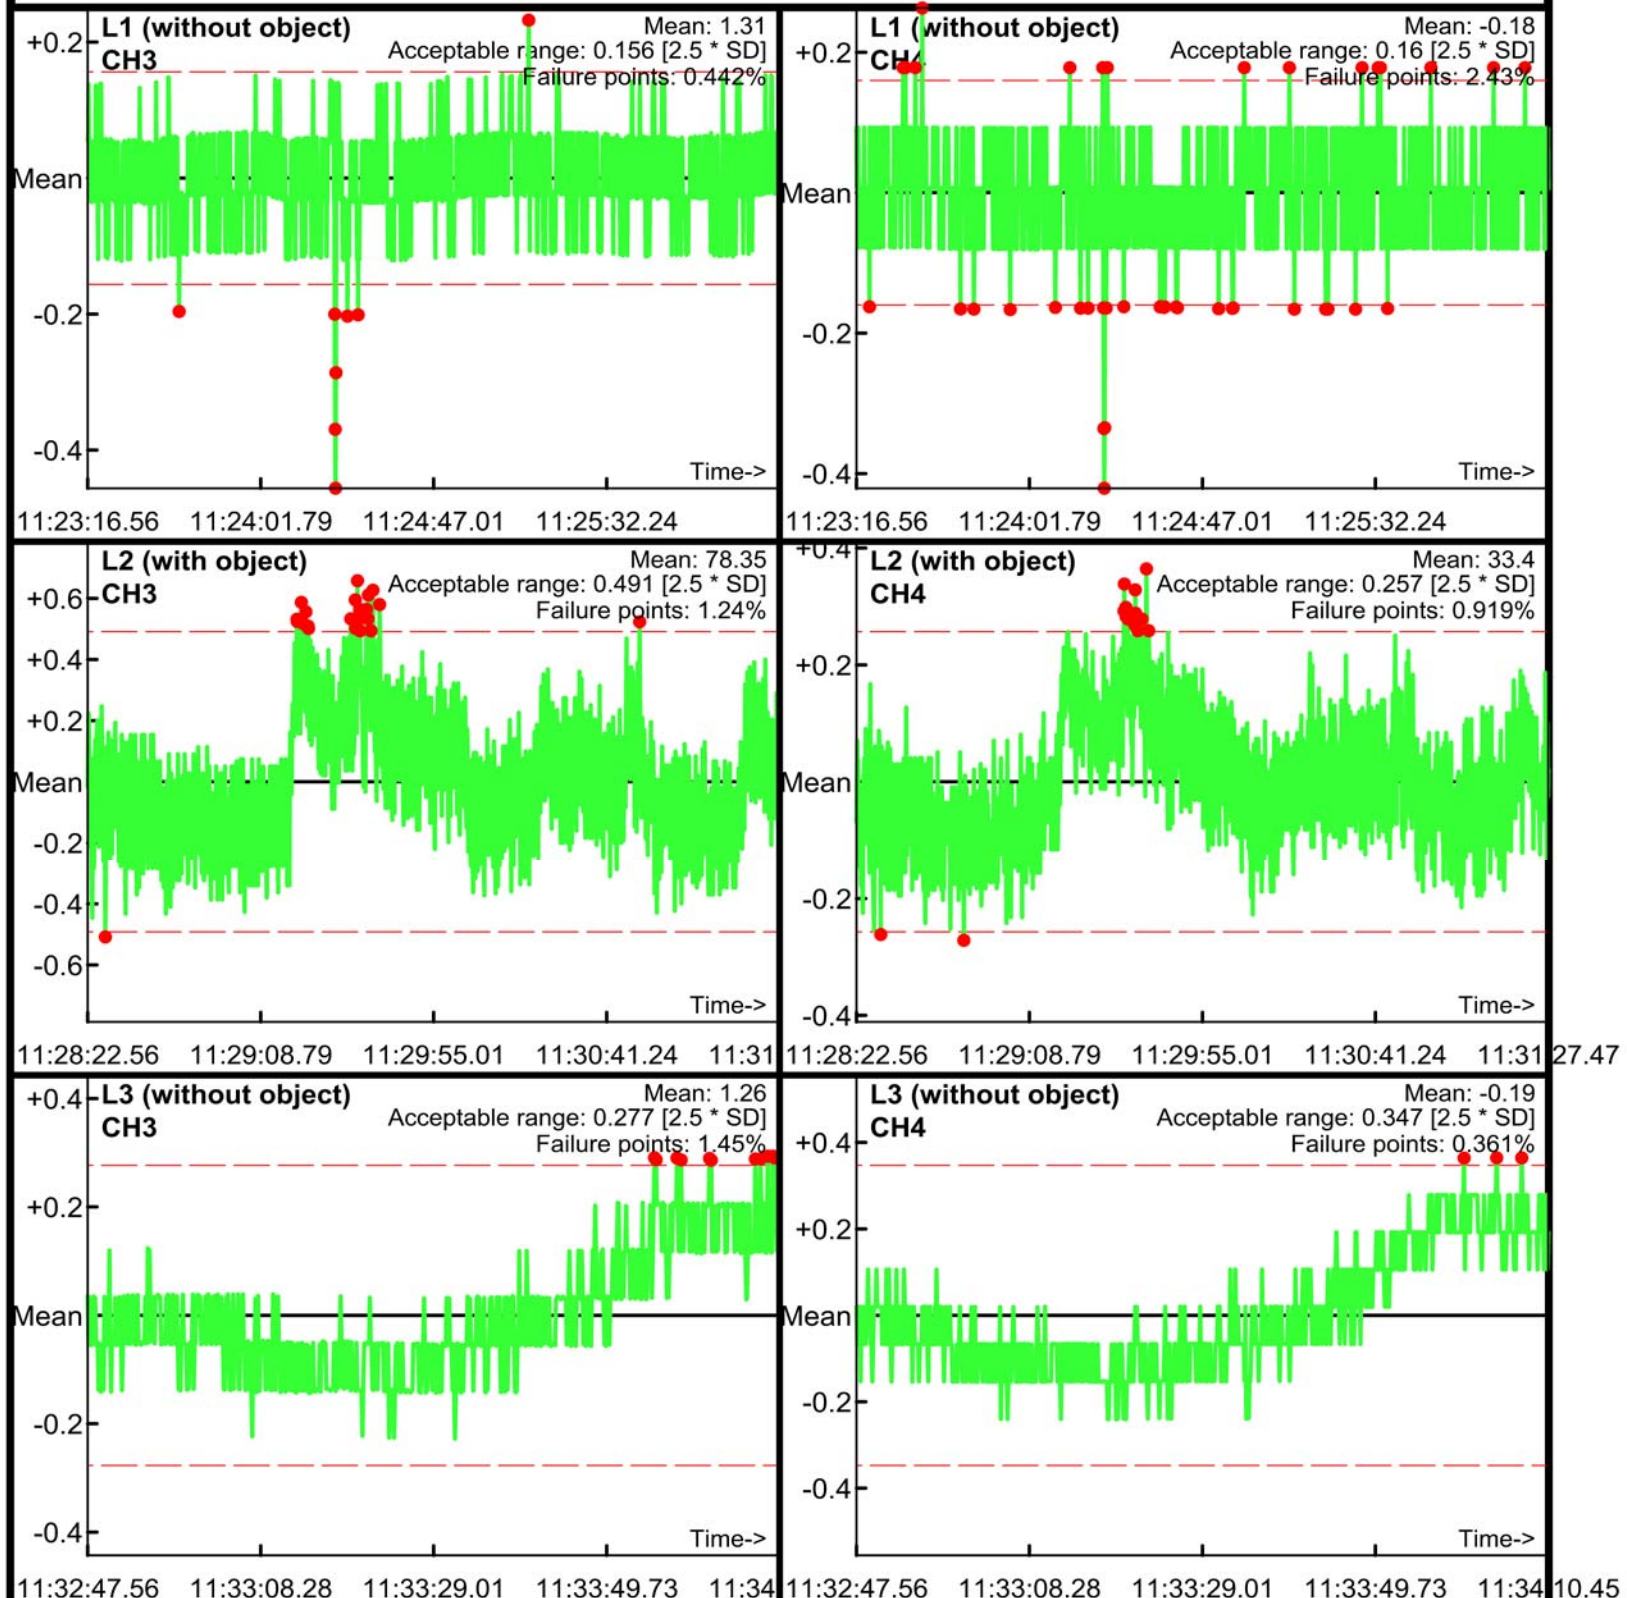 L1 (without object)
CH3
Mean: 1.31
Acceptable range: 0.156 [2.5 * SD]
Failure points: 0.442%
+0.2
Mean
-0.2
-0.4
Time->
11:23:16.56 11:24:01.79 11:24:47.01 11:25:32.24
L1 (without object)
CH4
Mean: -0.18
Acceptable range: 0.16 [2.5 * SD]
Failure points: 2.43%
+0.2
Mean
-0.2
-0.4
Time->
11:23:16.56 11:24:01.79 11:24:47.01 11:25:32.24
L2 (with object)
CH3
Mean: 78.35
Acceptable range: 0.491 [2.5 * SD]
Failure points: 1.24%
+0.6
+0.4
+0.2
Mean
-0.2
-0.4
-0.6
Time->
11:28:22.56 11:29:08.79 11:29:55.01 11:30:41.24 11:31
L2 (with object)
CH4
Mean: 33.4
Acceptable range: 0.257 [2.5 * SD]
Failure points: 0.919%
+0.4
+0.2
Mean
-0.2
-0.4
Time->
11:28:22.56 11:29:08.79 11:29:55.01 11:30:41.24 11:31:27.47
L3 (without object)
CH3
Mean: 1.26
Acceptable range: 0.277 [2.5 * SD]
Failure points: 1.45%
+0.4
+0.2
Mean
-0.2
-0.4
Time->
11:32:47.56 11:33:08.28 11:33:29.01 11:33:49.73 11:34
L3 (without object)
CH4
Mean: -0.19
Acceptable range: 0.347 [2.5 * SD]
Failure points: 0.361%
+0.4
+0.2
Mean
-0.2
-0.4
Time->
11:32:47.56 11:33:08.28 11:33:29.01 11:33:49.73 11:34:10.45